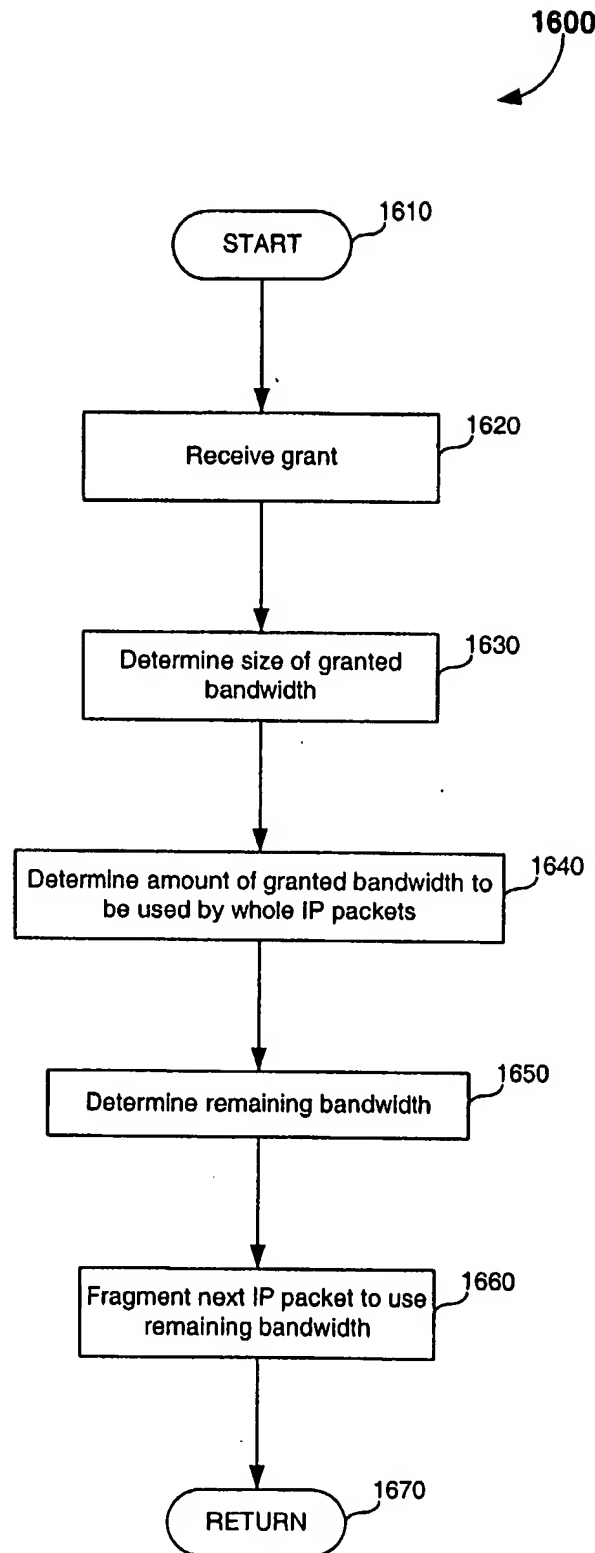 1600
START
1610
Receive grant
1620
Determine size of granted
bandwidth
1630
Determine amount of granted bandwidth to
be used by whole IP packets
1640
Determine remaining bandwidth
1650
Fragment next IP packet to use
remaining bandwidth
1660
RETURN
1670